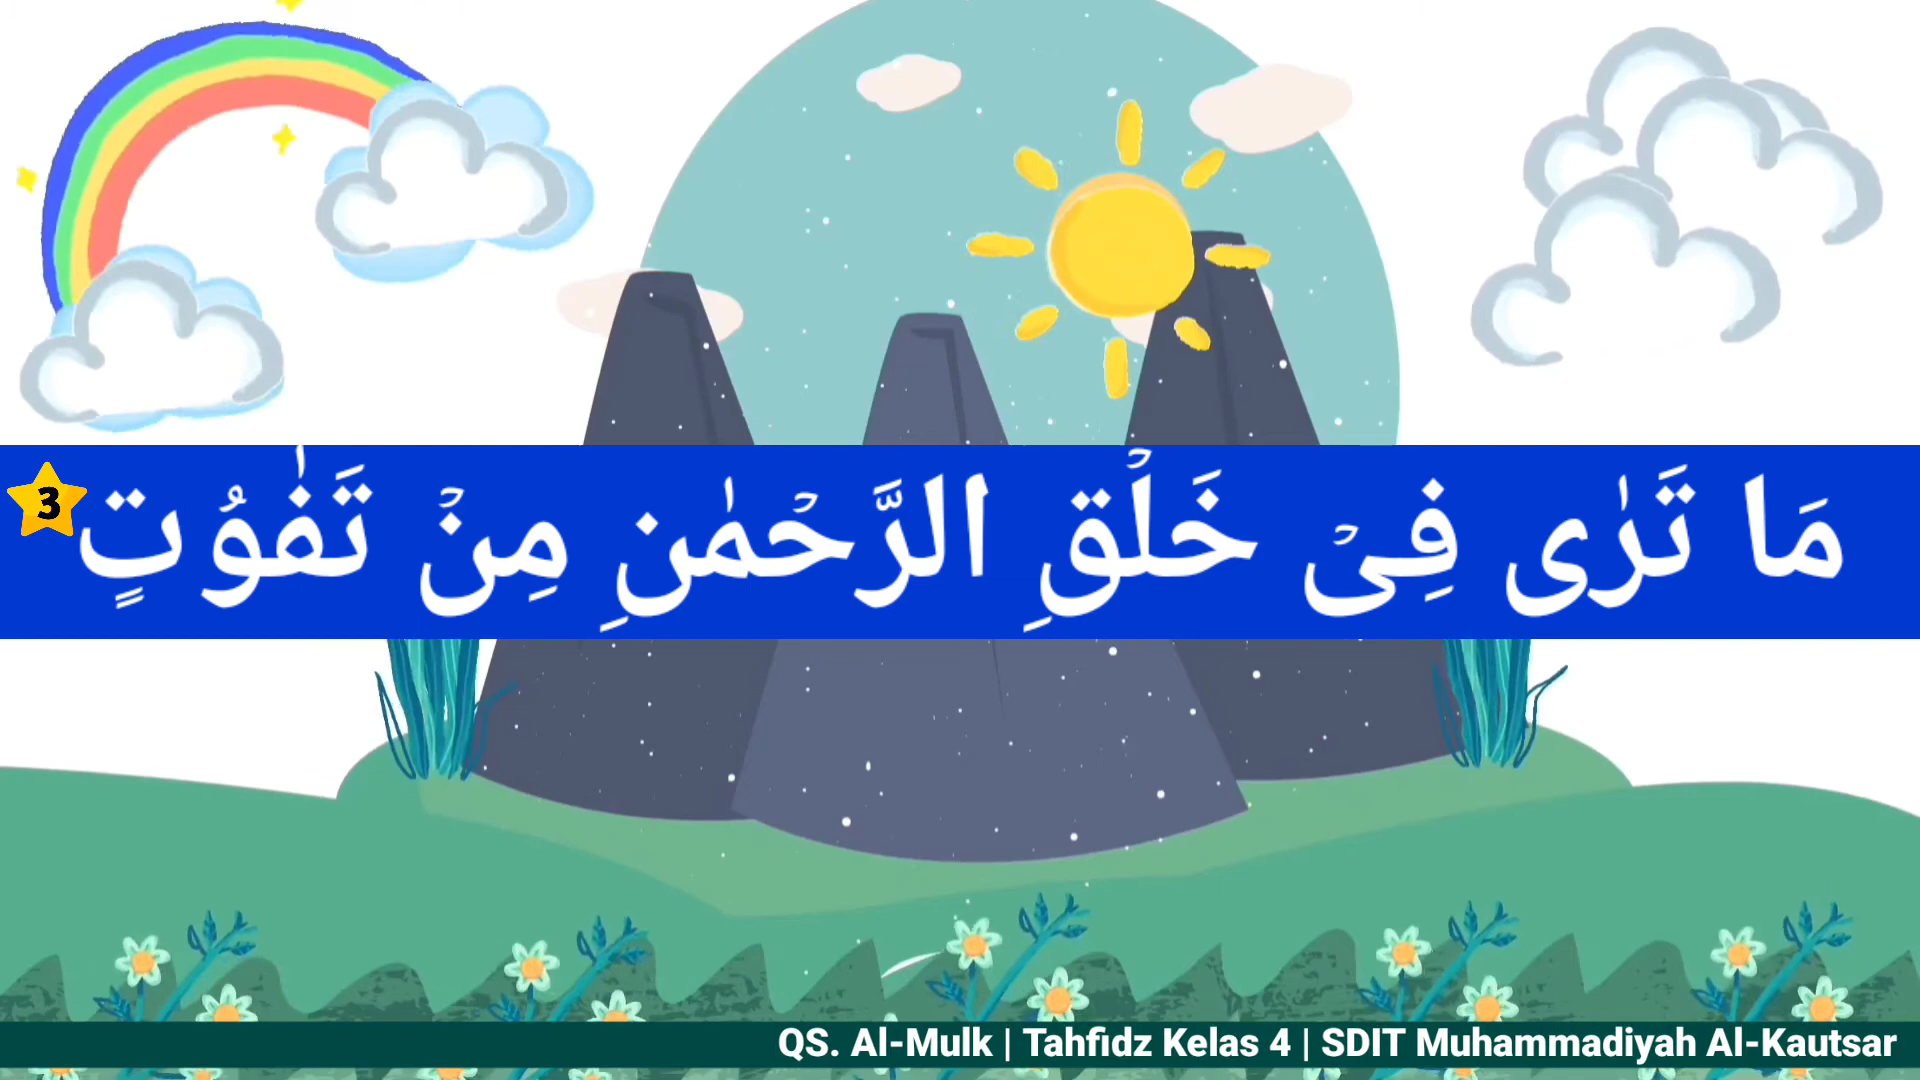 مَا تَرٰى فِىۡ خَلۡقِ الرَّحۡمٰنِ مِنۡ تَفٰوُتٍ
3
QS. Al-Mulk | Tahfidz Kelas 4 | SDIT Muhammadiyah Al-Kautsar